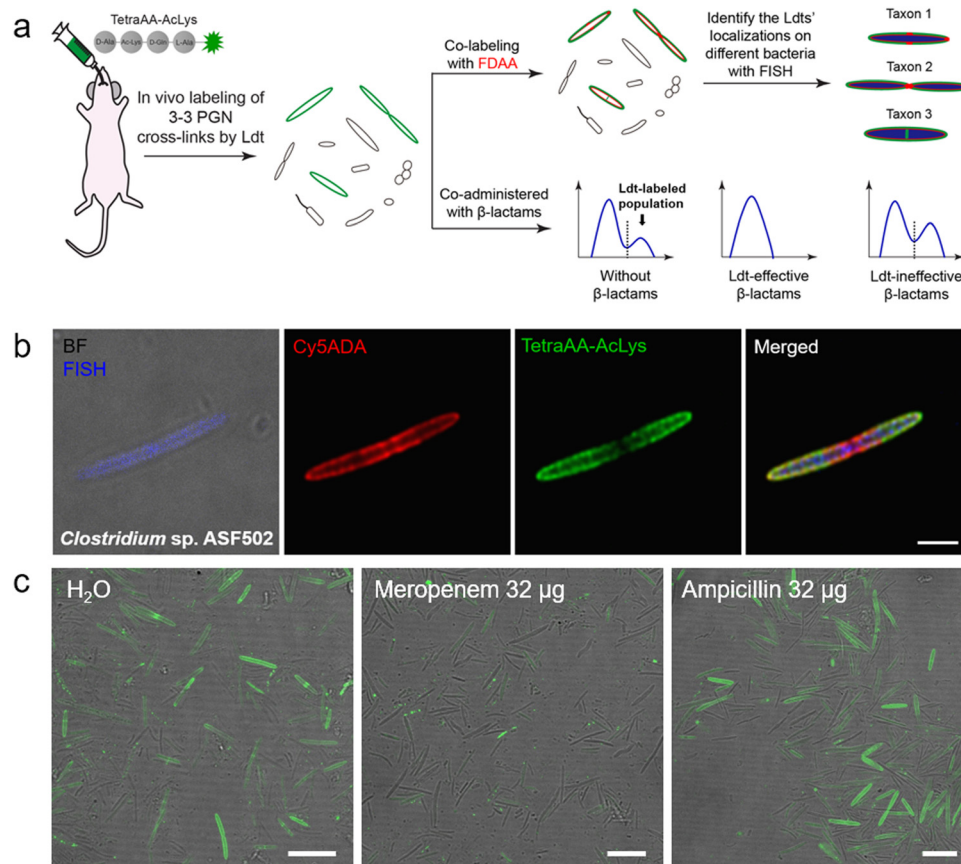 a
TetraAA-AcLys
D-Ala Ac-Lys D-Gln L-Ala
In vivo labeling of
3-3 PGN
cross-links by Ldt
Co-labeling
with FDAA
Identify the Ldts'
localizations on
different bacteria
with FISH
Taxon 1
Taxon 2
Taxon 3
Co-administered
with β-lactams
Ldt-labeled
population
Without
β-lactams
Ldt-effective
β-lactams
Ldt-ineffective
β-lactams
b
BF
FISH
Clostridium sp. ASF502
Cy5ADA
TetraAA-AcLys
Merged
c
H₂O
Meropenem 32 μg
Ampicillin 32 μg